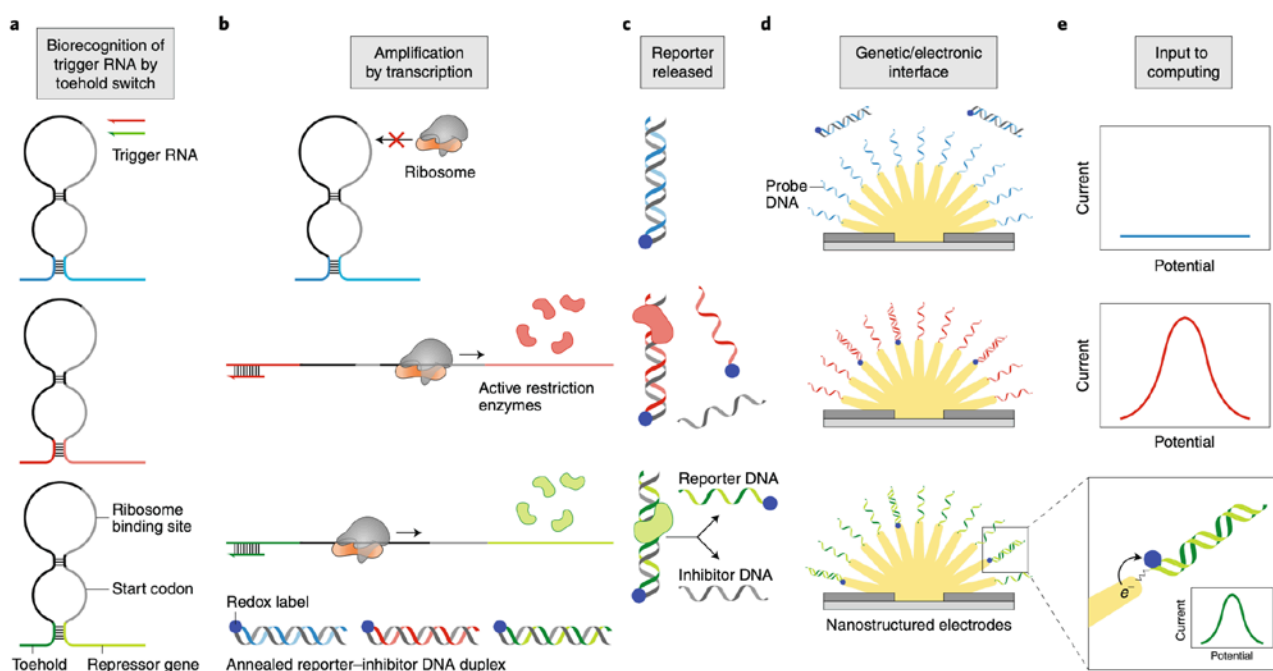 a
Biorecognition of
trigger RNA by
toehold switch
Trigger RNA
Ribosome
binding site
Start codon
Toehold
Repressor gene
b
Amplification
by transcription
Ribosome
Active restriction
enzymes
Redox label
Annealed reporter–inhibitor DNA duplex
c
Reporter
released
Reporter DNA
Inhibitor DNA
d
Genetic/electronic
interface
Probe
DNA
Nanostructured electrodes
e
Input to
computing
Current
Potential
Current
Potential
e–
Current
Potential